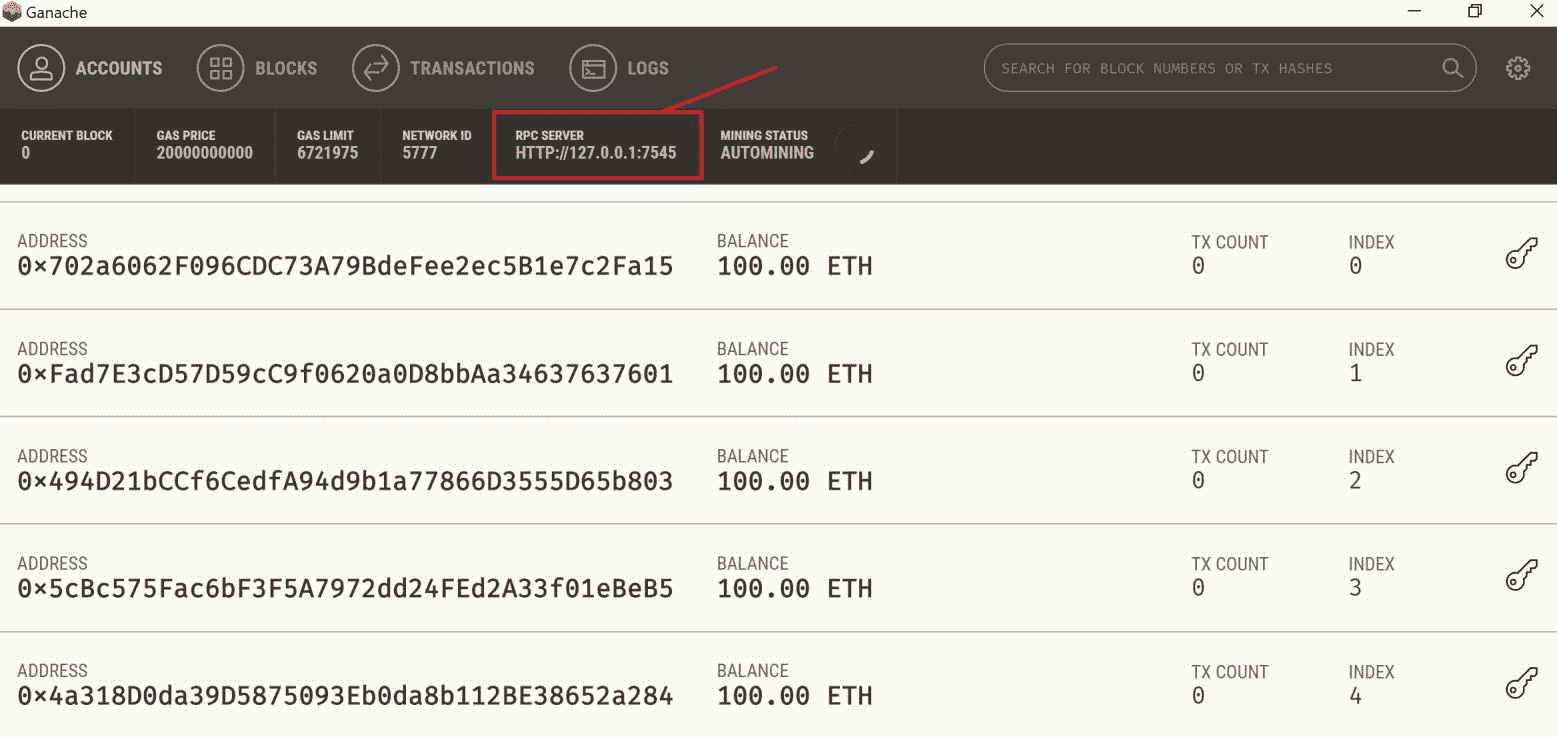 Ganache
ACCOUNTS BLOCKS TRANSACTIONS LOGS SEARCH FOR BLOCK NUMBERS OR TX HASHES
CURRENT BLOCK GAS PRICE GAS LIMIT NETWORK ID RPC SERVER MINING STATUS
0 20000000000 6721975 5777 HTTP://127.0.0.1:7545 AUTOMINING
ADDRESS BALANCE TX COUNT INDEX
0×702a6062F096CDC73A79BdeFee2ec5B1e7c2Fa15 100.00 ETH 0 0
ADDRESS BALANCE TX COUNT INDEX
0×Fad7E3cD57D59cC9f0620a0D8bbAa34637637601 100.00 ETH 0 1
ADDRESS BALANCE TX COUNT INDEX
0×494D21bCCf6CedfA94d9b1a77866D3555D65b803 100.00 ETH 0 2
ADDRESS BALANCE TX COUNT INDEX
0×5cBc575Fac6bF3F5A7972dd24FEd2A33f01eBeB5 100.00 ETH 0 3
ADDRESS BALANCE TX COUNT INDEX
0×4a318D0da39D5875093Eb0da8b112BE38652a284 100.00 ETH 0 4